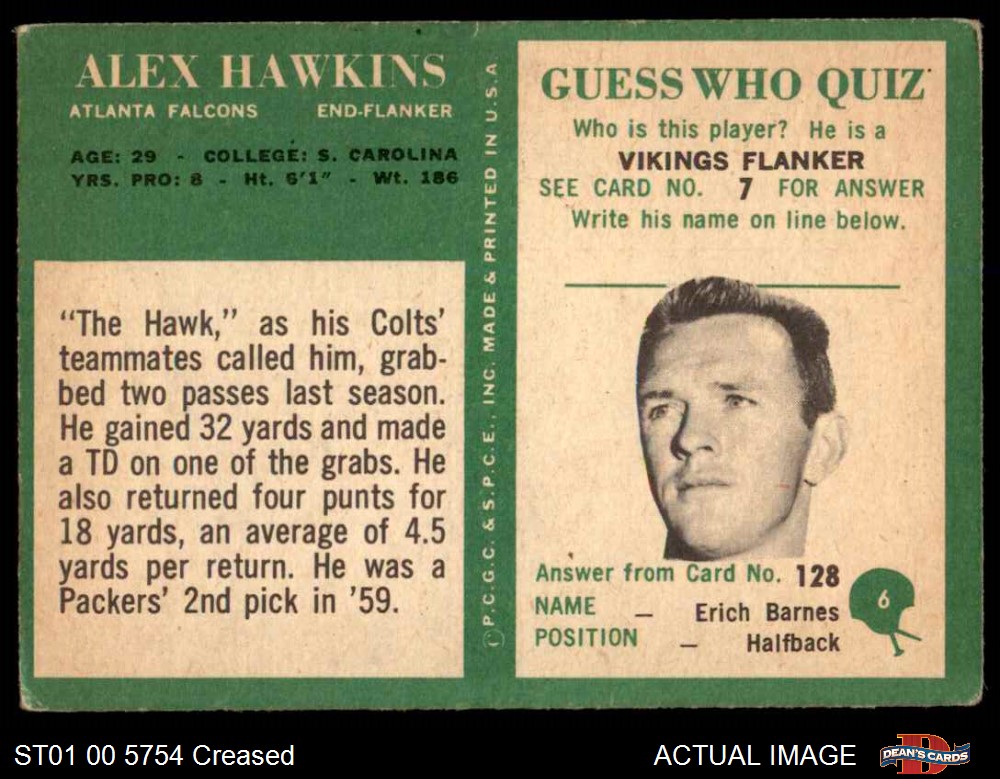 ALEX HAWKINS
ATLANTA FALCONS END-FLANKER
AGE: 29 - COLLEGE: S. CAROLINA
YRS. PRO: 8 - Ht. 6'1" - Wt. 186
"The Hawk," as his Colts'
teammates called him, grab-
bed two passes last season.
He gained 32 yards and made
a TD on one of the grabs. He
also returned four punts for
18 yards, an average of 4.5
yards per return. He was a
Packers' 2nd pick in '59.
©P.C.G.C. & S.P.C.E., INC. MADE & PRINTED IN U.S.A
GUESS WHO QUIZ
Who is this player? He is a
VIKINGS FLANKER
SEE CARD NO. 7 FOR ANSWER
Write his name on line below.
Answer from Card No. 128
NAME — Erich Barnes
POSITION — Halfback
6
ST01 00 5754 Creased
ACTUAL IMAGE
DEAN'S CARDS